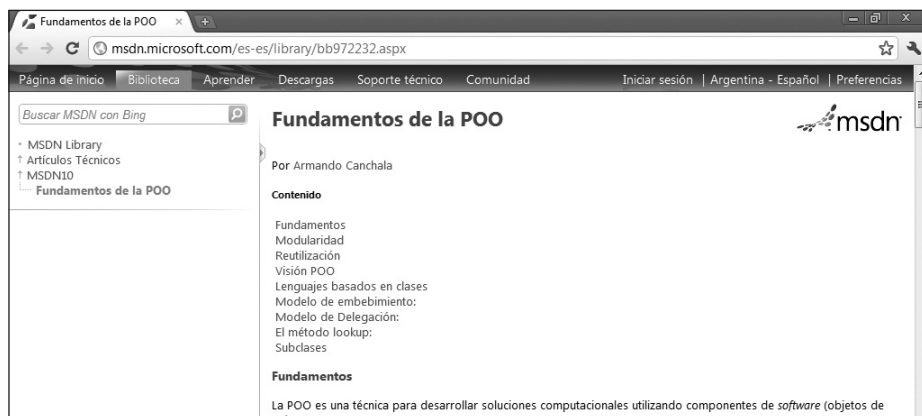 Fundamentos de la POO
msdn.microsoft.com/es-es/library/bb972232.aspx
Página de inicio Biblioteca Aprender Descargas Soporte técnico Comunidad Iniciar sesión | Argentina - Español | Preferencias
Buscar MSDN con Bing
MSDN Library
Artículos Técnicos
MSDN10
Fundamentos de la POO
Fundamentos de la POO
msdn
Por Armando Canchala
Contenido
Fundamentos
Modularidad
Reutilización
Visión POO
Lenguajes basados en clases
Modelo de embebimiento:
Modelo de Delegación:
El método lookup:
Subclases
Fundamentos
La POO es una técnica para desarrollar soluciones computacionales utilizando componentes de software (objetos de